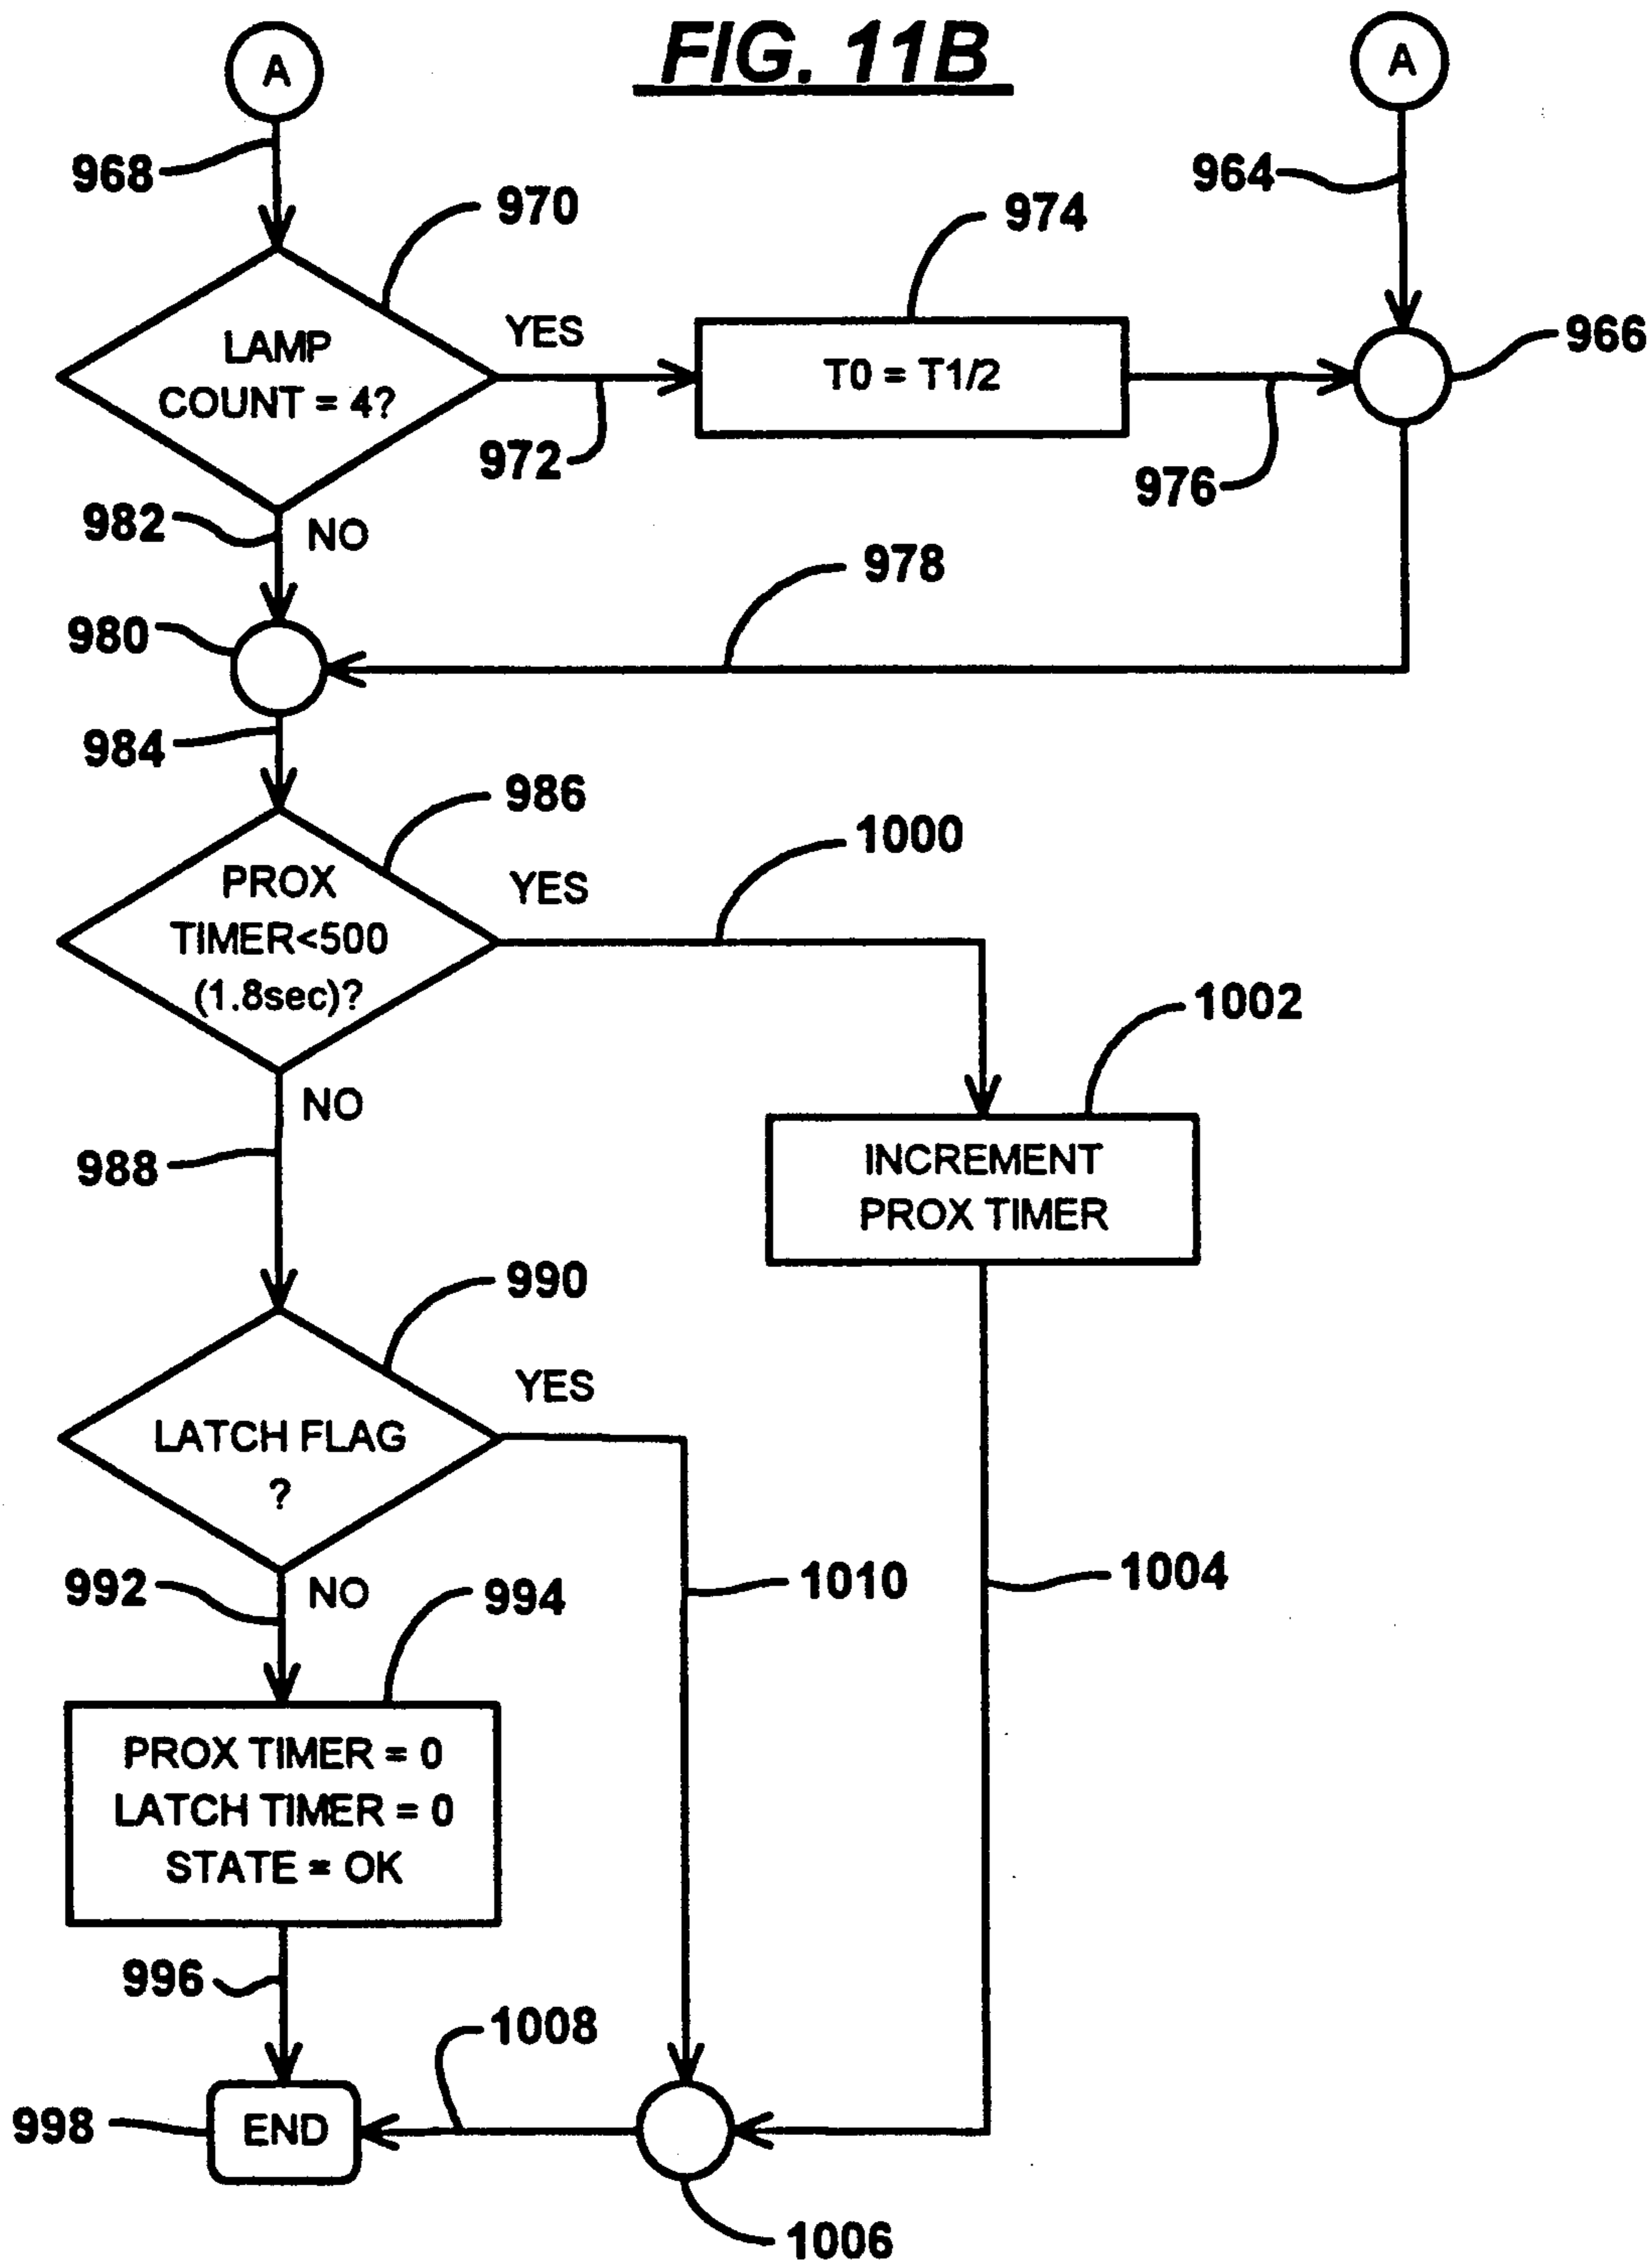 FIG. 11B
A
A
968
964
970
974
LAMP
COUNT = 4?
YES
972
T0 = T1/2
976
966
982
NO
978
980
984
986
PROX
TIMER<500
(1.8sec)?
YES
1000
1002
NO
988
INCREMENT
PROX TIMER
990
LATCH FLAG
?
YES
992
NO
994
1010
1004
PROX TIMER = 0
LATCH TIMER = 0
STATE = OK
996
1008
998
END
1006